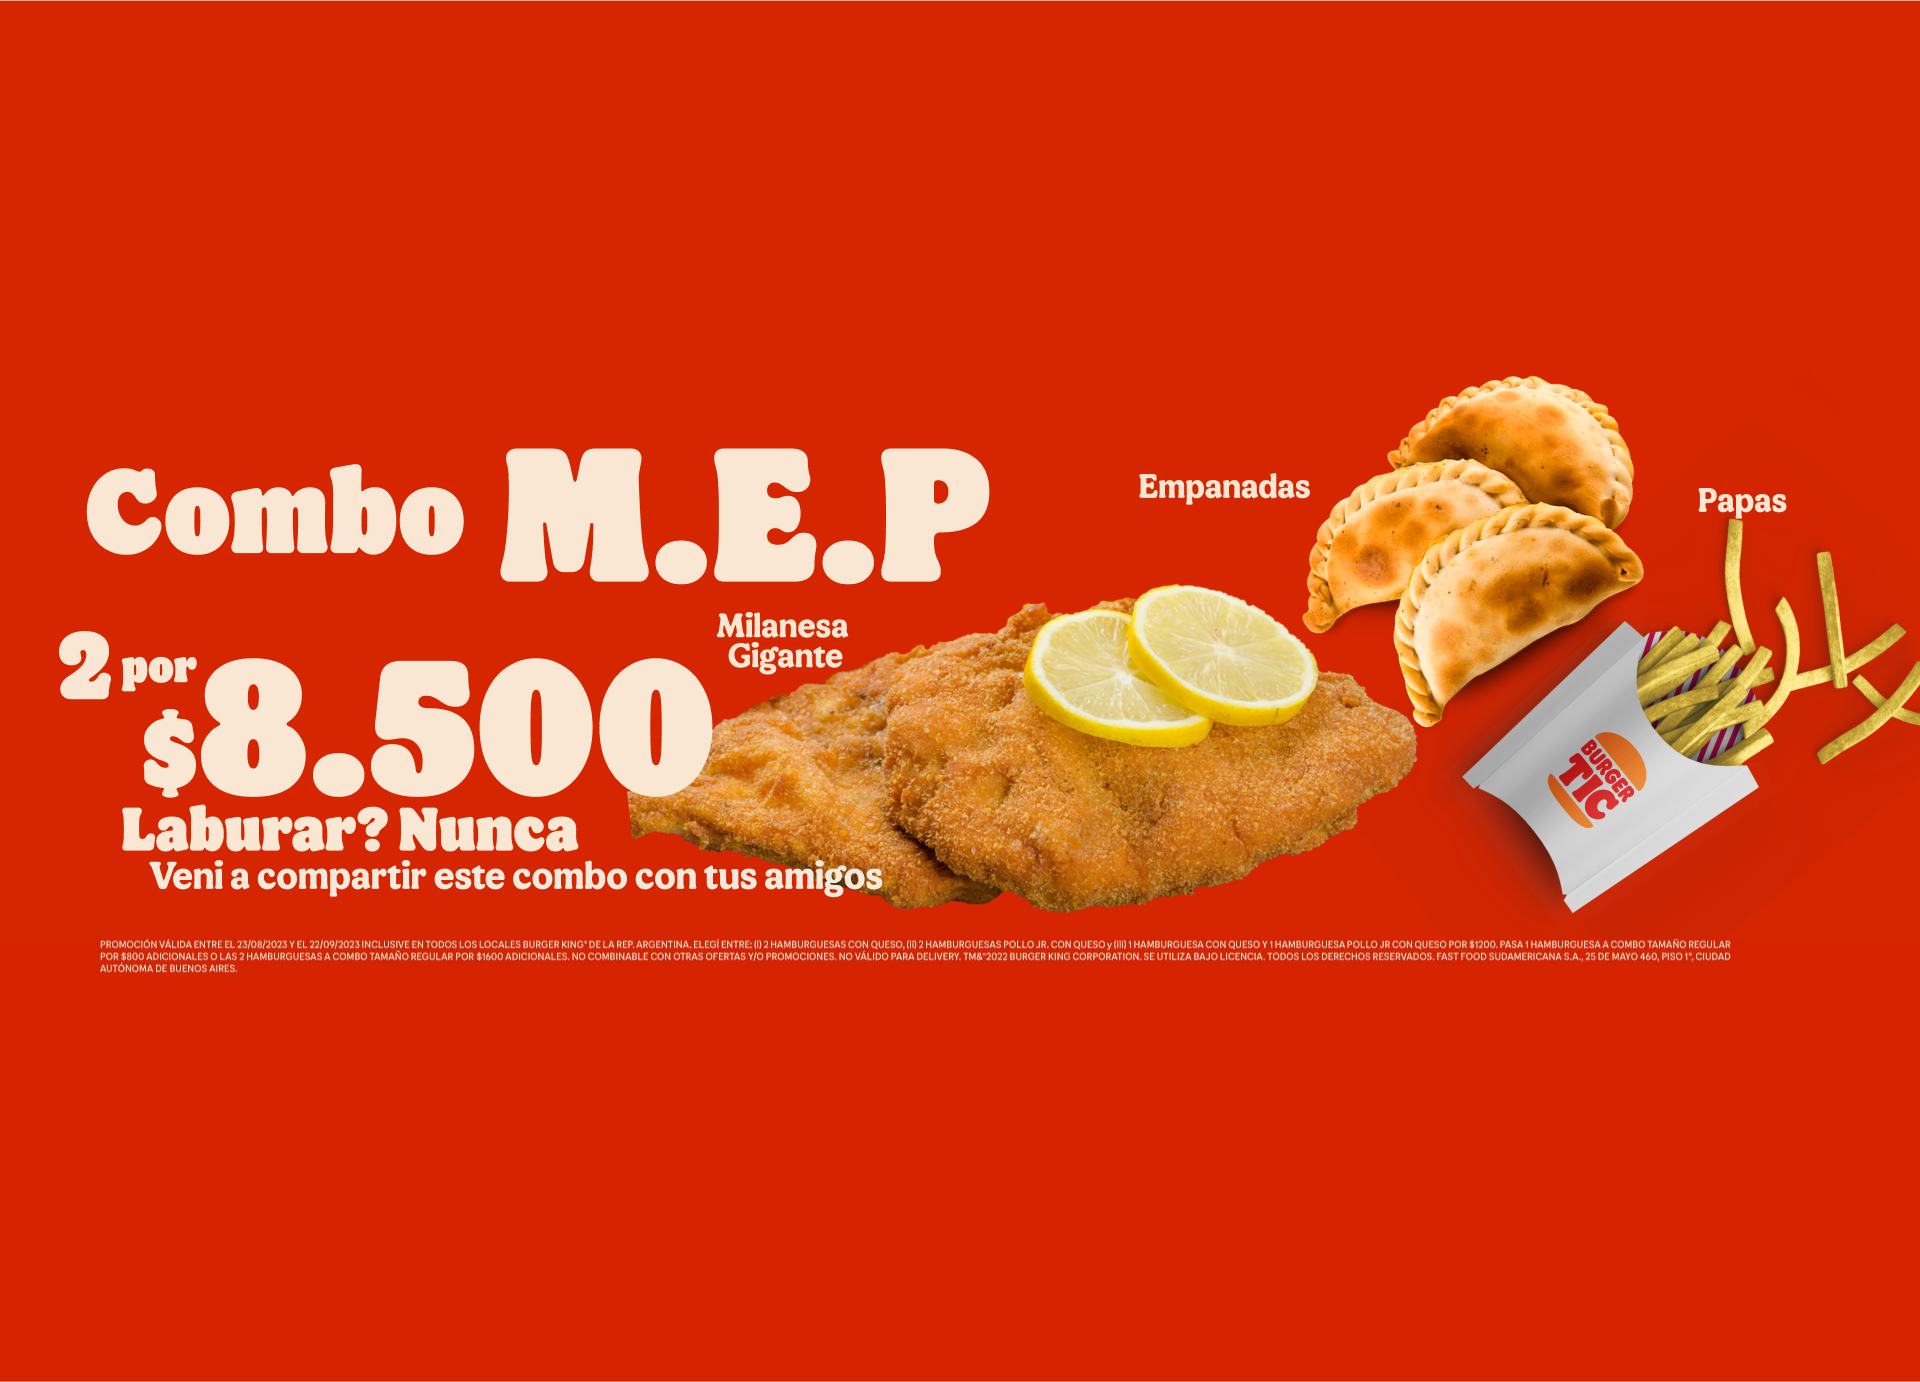 Combo M.E.P
Empanadas
Papas
Milanesa
Gigante
2 por
$8.500
Laburar? Nunca
Veni a compartir este combo con tus amigos
BURGER
TIC
PROMOCIÓN VÁLIDA ENTRE EL 23/08/2023 Y EL 22/09/2023 INCLUSIVE EN TODOS LOS LOCALES BURGER KING® DE LA REP. ARGENTINA. ELEGÍ ENTRE: (i) 2 HAMBURGUESAS CON QUESO, (ii) 2 HAMBURGUESAS POLLO JR. CON QUESO y (iii) 1 HAMBURGUESA CON QUESO Y 1 HAMBURGUESA POLLO JR CON QUESO POR $1200. PASA 1 HAMBURGUESA A COMBO TAMAÑO REGULAR
POR $800 ADICIONALES O LAS 2 HAMBURGUESAS A COMBO TAMAÑO REGULAR POR $1600 ADICIONALES. NO COMBINABLE CON OTRAS OFERTAS Y/O PROMOCIONES. NO VÁLIDO PARA DELIVERY. TM&®2022 BURGER KING CORPORATION. SE UTILIZA BAJO LICENCIA. TODOS LOS DERECHOS RESERVADOS. FAST FOOD SUDAMERICANA S.A., 25 DE MAYO 460, PISO 1°, CIUDAD
AUTÓNOMA DE BUENOS AIRES.